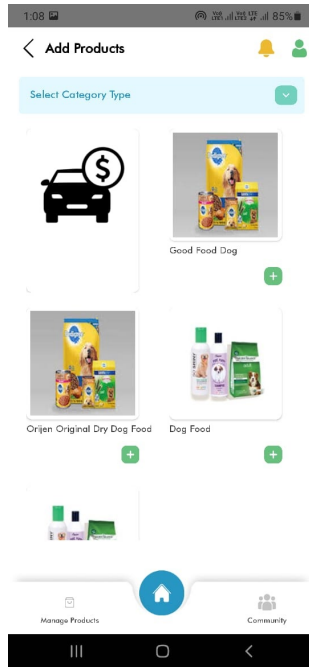 1:08
85%
Add Products
Select Category Type
$
Good Food Dog
Orijen Original Dry Dog Food
Dog Food
Manage Products
Community